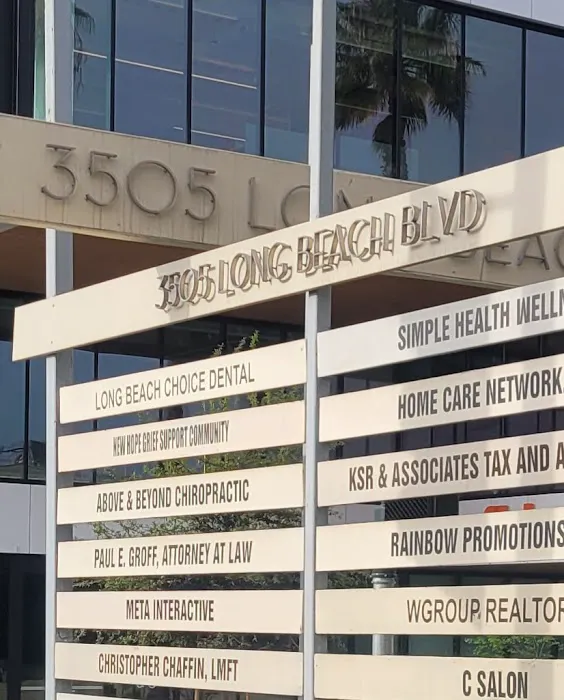 3505 LON
EAC
3505 LONG BEACH BLVD
LONG BEACH CHOICE DENTAL
NEW HOPE GRIEF SUPPORT COMMUNITY
ABOVE & BEYOND CHIROPRACTIC
PAUL E. GROFF, ATTORNEY AT LAW
META INTERACTIVE
CHRISTOPHER CHAFFIN, LMFT
SIMPLE HEALTH WELLN
HOME CARE NETWORK
KSR & ASSOCIATES TAX AND A
RAINBOW PROMOTIONS
WGROUP REALTOR
C SALON